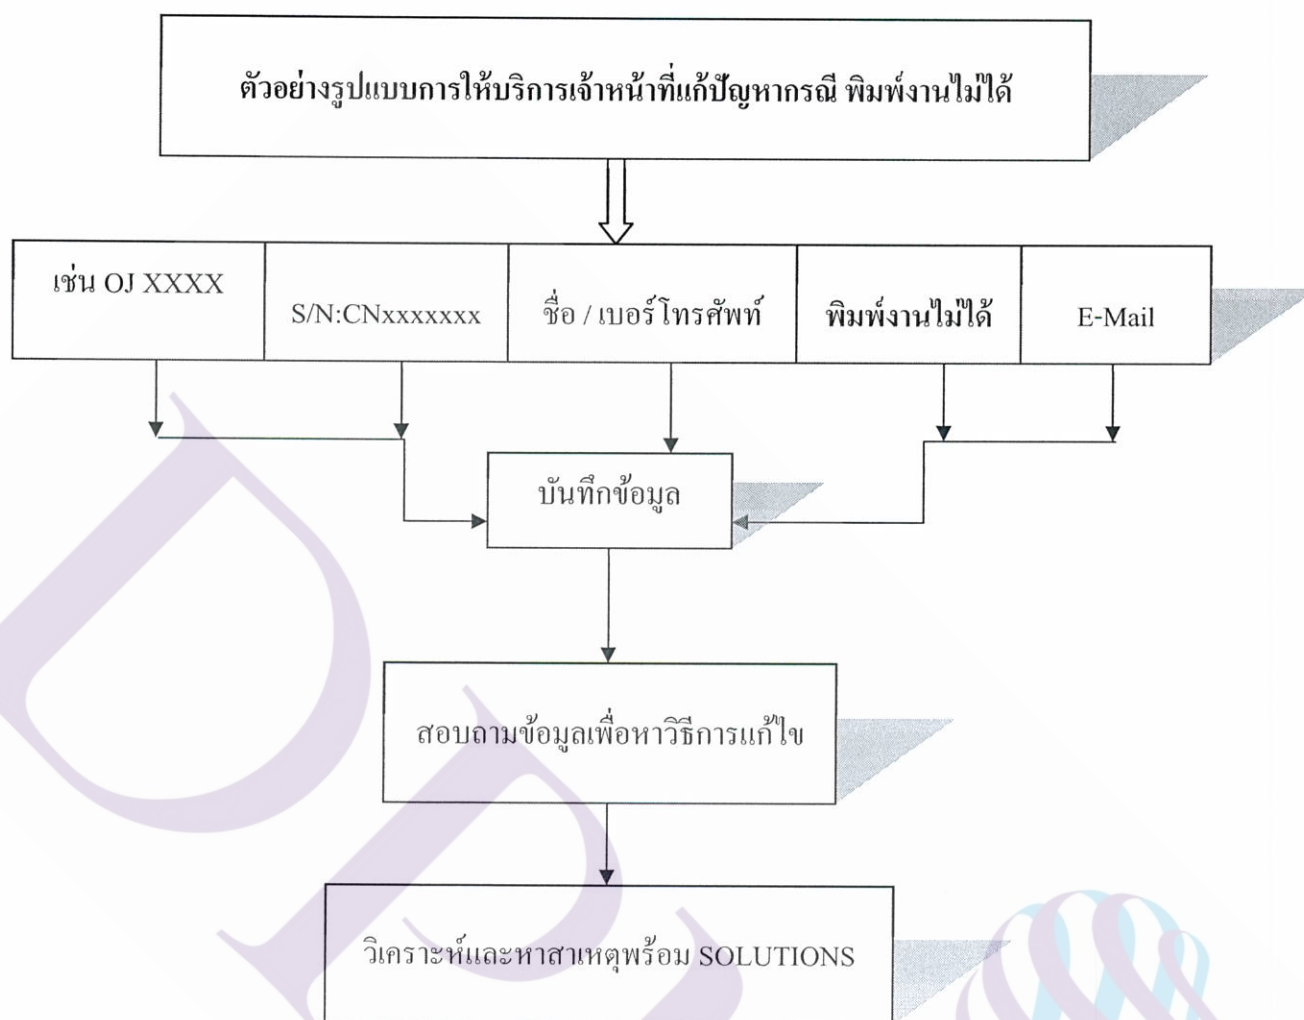 ตัวอย่างรูปแบบการให้บริการเจ้าหน้าที่แก้ปัญหากรณี พิมพ์งานไม่ได้
เช่น OJ XXXX
S/N:CNxxxxxxx
ชื่อ / เบอร์โทรศัพท์
พิมพ์งานไม่ได้
E-Mail
บันทึกข้อมูล
สอบถามข้อมูลเพื่อหาวิธีการแก้ไข
วิเคราะห์และหาสาเหตุพร้อม SOLUTIONS